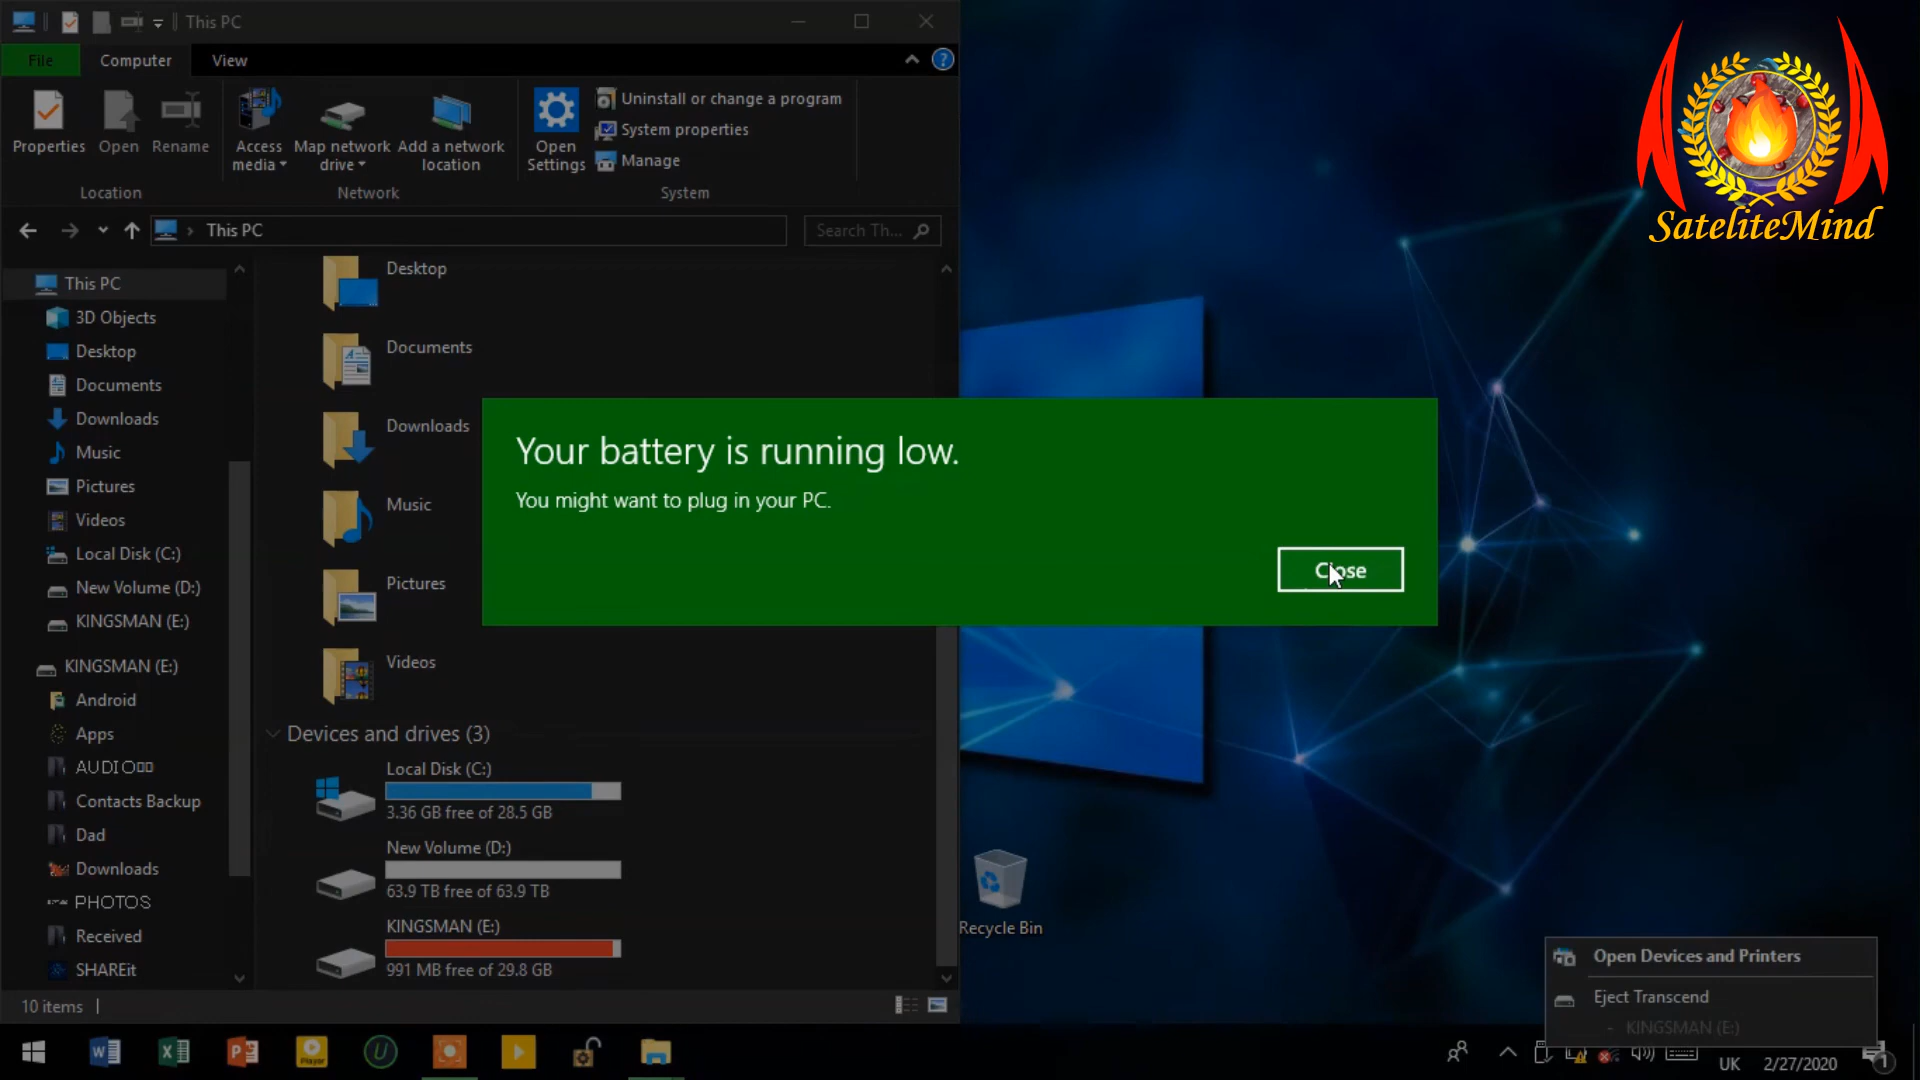 This PC
File
Computer
View
Properties
Open
Rename
Access
media
Map network
drive
Add a network
location
Open
Settings
Uninstall or change a program
System properties
Manage
Location
Network
System
This PC
Search Th...
This PC
3D Objects
Desktop
Documents
Downloads
Music
Pictures
Videos
Local Disk (C:)
New Volume (D:)
KINGSMAN (E:)
KINGSMAN (E:)
Android
Apps
AUDIO
Contacts Backup
Dad
Downloads
PHOTOS
Received
SHAREit
Desktop
Documents
Downloads
Music
Pictures
Videos
Devices and drives (3)
Local Disk (C:)
3.36 GB free of 28.5 GB
New Volume (D:)
63.9 TB free of 63.9 TB
KINGSMAN (E:)
991 MB free of 29.8 GB
10 items
Your battery is running low.
You might want to plug in your PC.
Close
SateliteMind
Recycle Bin
Open Devices and Printers
Eject Transcend
- KINGSMAN (E:)
Player
UK
2/27/2020
1